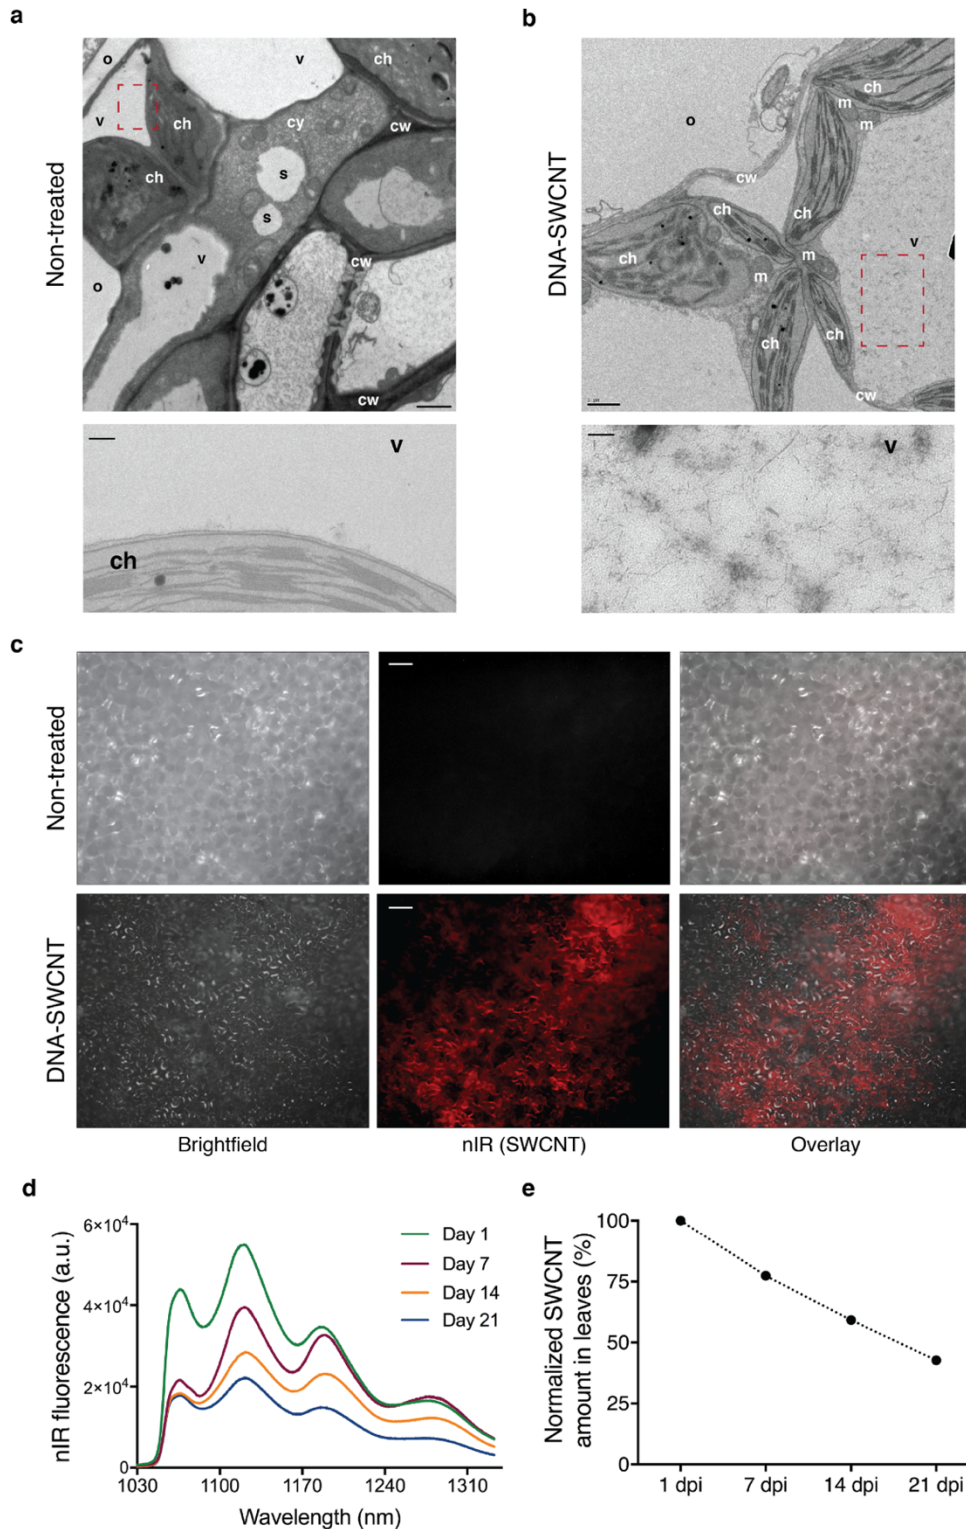 a
Non-treated
o
v
ch
v
ch
cy
cw
ch
s
s
v
o
cw
cw
v
ch
b
DNA-SWCNT
ch
m
m
o
cw
ch
ch
v
ch
m
m
ch
ch
cw
v
c
Non-treated
DNA-SWCNT
Brightfield
nIR (SWCNT)
Overlay
d
nIR fluorescence (a.u.)
6×10⁴
4×10⁴
2×10⁴
0
1030
1100
1170
1240
1310
Wavelength (nm)
Day 1
Day 7
Day 14
Day 21
e
Normalized SWCNT
amount in leaves (%)
100
75
50
25
0
1 dpi
7 dpi
14 dpi
21 dpi